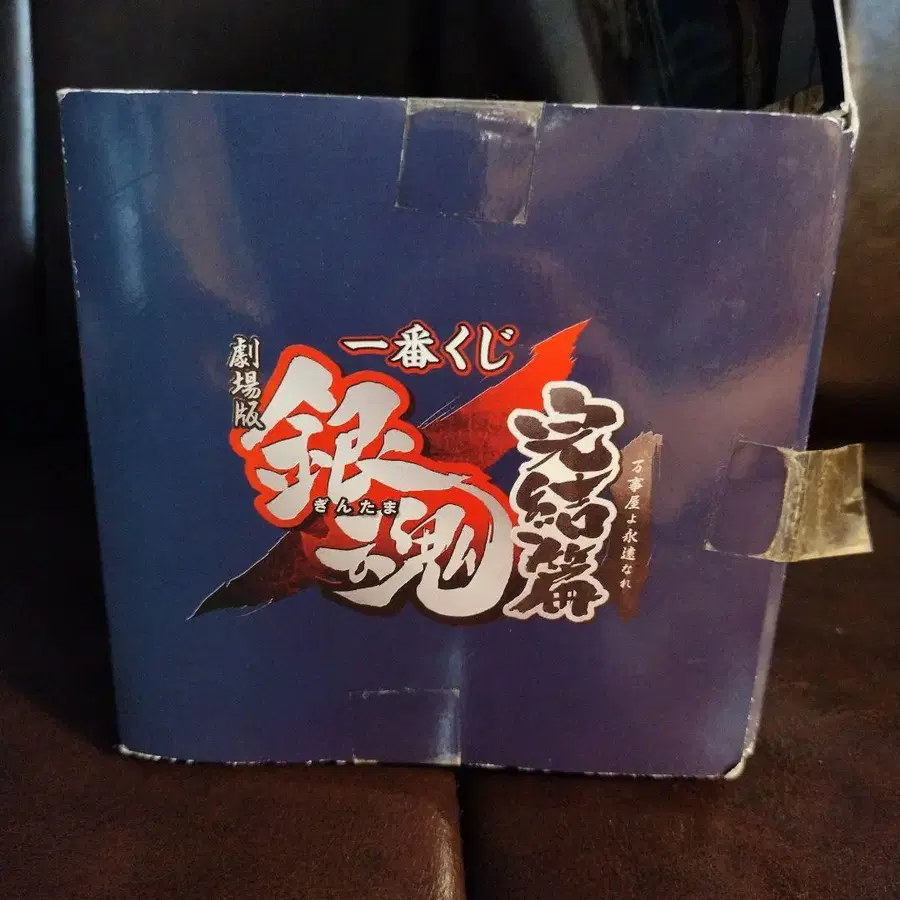 一番くじ
劇場版
銀魂
ぎんたま
完結篇
万事屋よ永遠なれ